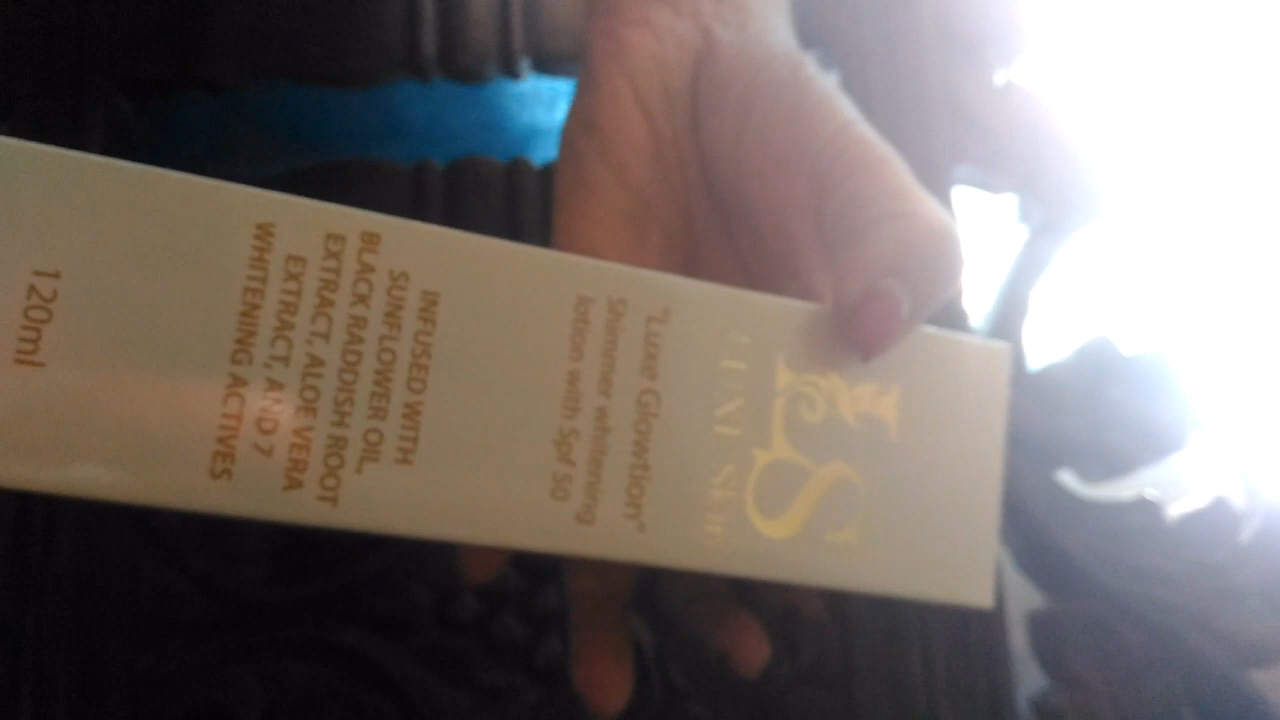 LS
"Luxe Glowtion"
Shimmer whitening
lotion with Spf 50
INFUSED WITH
SUNFLOWER OIL,
BLACK RADDISH ROOT
EXTRACT, ALOE VERA
EXTRACT, AND 7
WHITENING ACTIVES
120ml